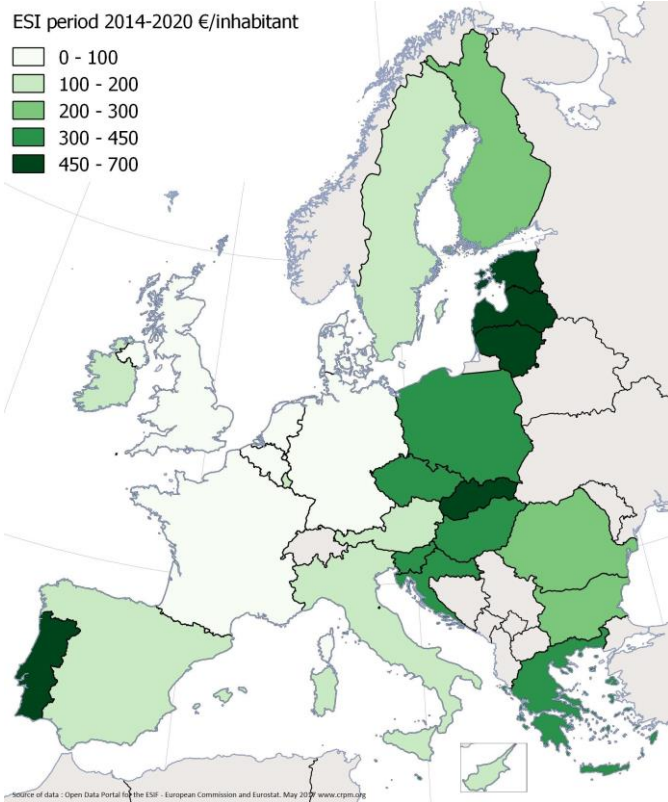 ESI period 2014-2020 €/inhabitant
0 - 100
100 - 200
200 - 300
300 - 450
450 - 700
Source of data : Open Data Portal for the ESIF - European Commission and Eurostat. May 2017 www.crpm.org